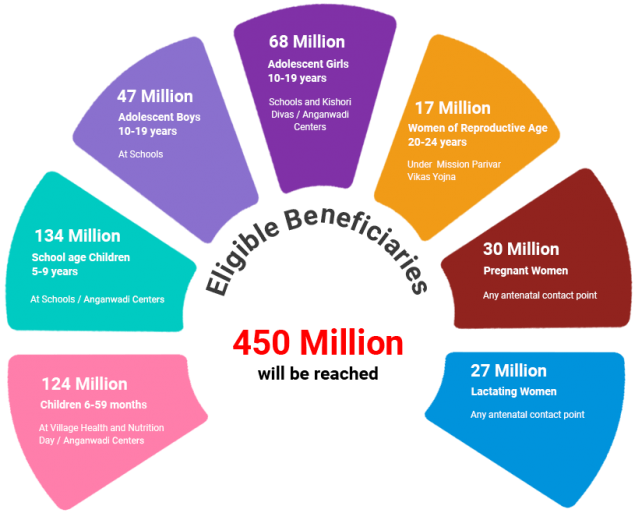 68 Million
Adolescent Girls
10-19 years
Schools and Kishori
Divas / Anganwadi
Centers
47 Million
Adolescent Boys
10-19 years
At Schools
17 Million
Women of Reproductive Age
20-24 years
Under Mission Parivar
Vikas Yojna
134 Million
School age Children
5-9 years
At Schools / Anganwadi Centers
30 Million
Pregnant Women
Any antenatal contact point
Eligible Beneficiaries
450 Million
will be reached
124 Million
Children 6-59 months
At Village Health and Nutrition
Day / Anganwadi Centers
27 Million
Lactating Women
Any antenatal contact point